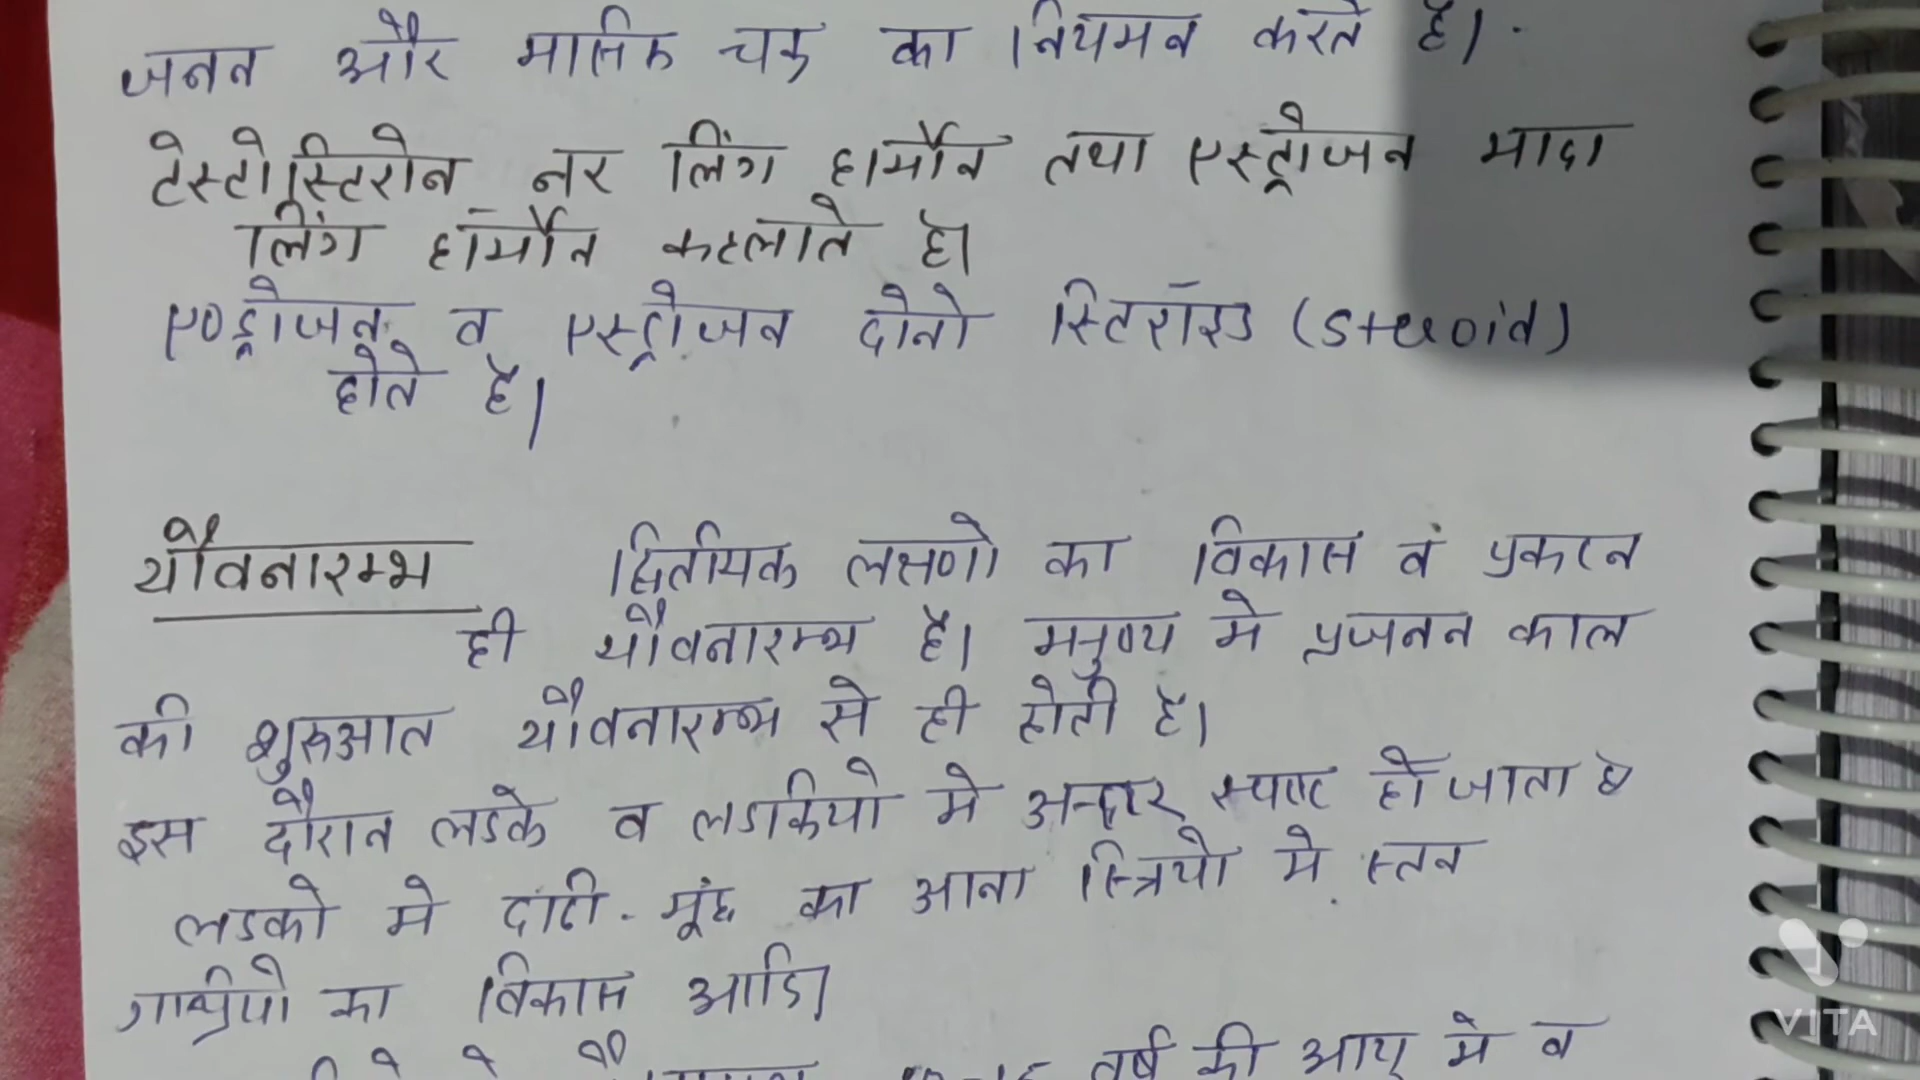 जनन और मासिक चक्र का नियमन करते है।
टेस्टोस्टिरोन नर लिंग हार्मोन तथा एस्ट्रोजन मादा
लिंग हार्मोन कहलाते है।
एण्ड्रोजन व एस्ट्रोजन दोनो स्टिरॉइड (steroid)
होते है।
यौवनारम्भ द्वितीयक लक्षणो का विकास व प्रकटन
ही यौवनारम्भ है। मनुष्य मे प्रजनन काल
की शुरुआत यौवनारम्भ से ही होती है।
इस दौरान लडके व लडकियो मे अन्तर स्पष्ट हो जाता है
लडको मे दाढी-मूंछ का आना स्त्रियो मे स्तन
ग्रन्थियो का विकास आदि।
वर्ष की आयु मे व
VITA